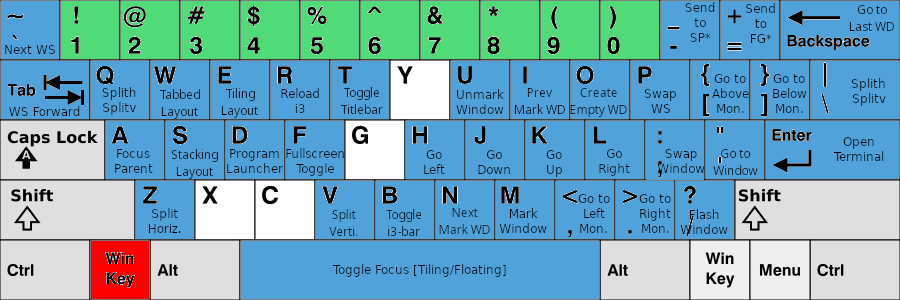 ~ ! @ # $ % ^ & * ( ) _ Send to SP* + Send to FG* Go to Last WD
` Next WS 1 2 3 4 5 6 7 8 9 0 - = Backspace
Tab Q W E R T Y U I O P { Go to Above Mon. } Go to Below Mon. | Splith Splitv
WS Forward Splith Splitv Tabbed Layout Tiling Layout Reload i3 Toggle Titlebar Unmark Window Prev Mark WD Create Empty WD Swap WS [ ] \
Caps Lock A S D F G H J K L : " Enter Open Terminal
A Focus Parent Stacking Layout Program Launcher Fullscreen Toggle Go Left Go Down Go Up Go Right ; Swap Window ' Go to Window
Shift Z X C V B N M < Go to Left Mon. > Go to Right Mon. ? Shift
Split Horiz. Split Verti. Toggle i3-bar Next Mark WD Mark Window , . / Flash Window
Ctrl Win Key Alt Toggle Focus [Tiling/Floating] Alt Win Key Menu Ctrl